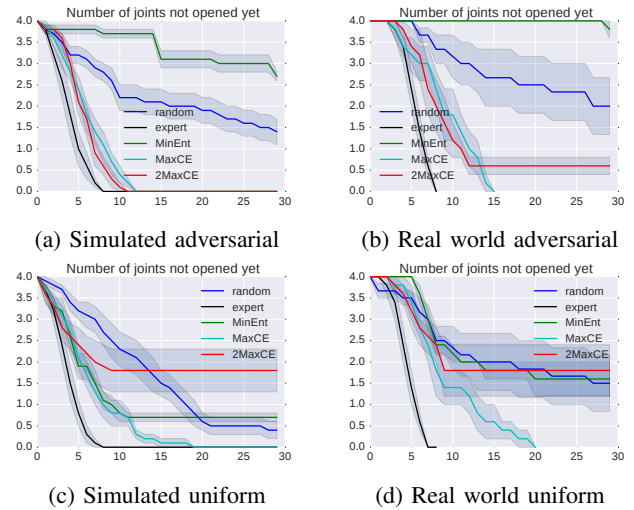 Number of joints not opened yet
Number of joints not opened yet
4.0
3.5
3.0
2.5
2.0
1.5
1.0
0.5
0.0
0 5 10 15 20 25 30
random
expert
MinEnt
MaxCE
2MaxCE
4.0
3.5
3.0
2.5
2.0
1.5
1.0
0.5
0.0
0 5 10 15 20 25 30
random
expert
MinEnt
MaxCE
2MaxCE
(a) Simulated adversarial
(b) Real world adversarial
Number of joints not opened yet
Number of joints not opened yet
4.0
3.5
3.0
2.5
2.0
1.5
1.0
0.5
0.0
0 5 10 15 20 25 30
random
expert
MinEnt
MaxCE
2MaxCE
4.0
3.5
3.0
2.5
2.0
1.5
1.0
0.5
0.0
0 5 10 15 20 25 30
random
expert
MinEnt
MaxCE
2MaxCE
(c) Simulated uniform
(d) Real world uniform